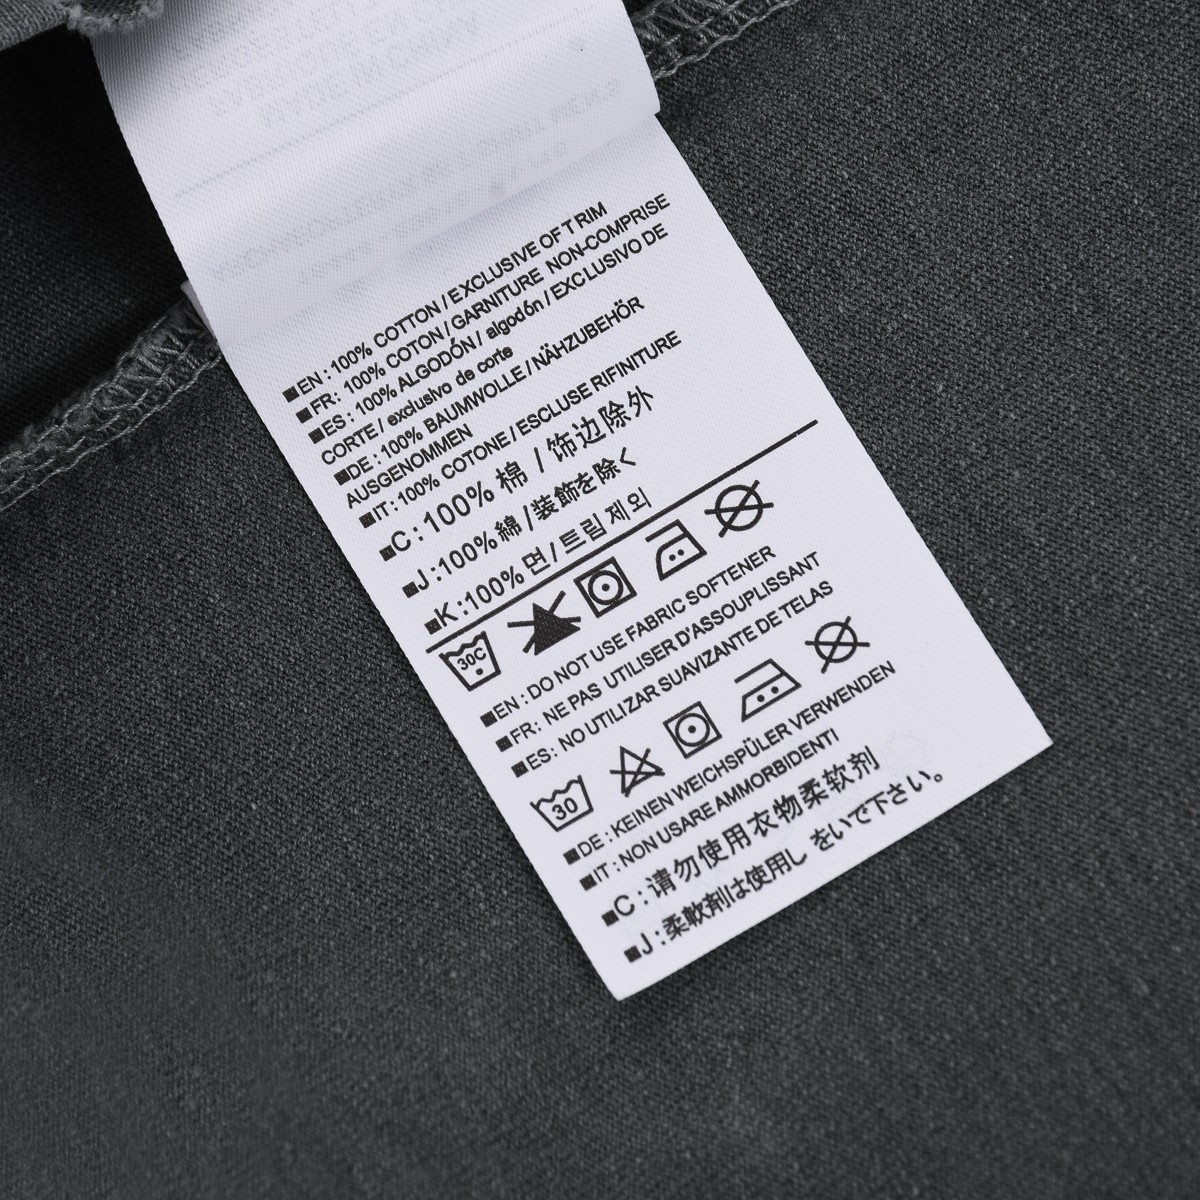 ■EN : 100% COTTON / EXCLUSIVE OF TRIM
■FR : 100% COTON / GARNITURE NON-COMPRISE
■ES : 100% ALGODÓN / algodón / EXCLUSIVO DE
CORTE / exclusivo de corte
■DE : 100% BAUMWOLLE / NÄHZUBEHÖR
AUSGENOMMEN
■IT : 100% COTONE / ESCLUSE RIFINITURE
■C : 100% 棉 / 饰边除外
■J :100% 綿 /装飾を除く
■K :100% 면 / 트림 제외
30C
■EN : DO NOT USE FABRIC SOFTENER
■FR: NE PAS UTILISER D'ASSOUPLISSANT
■ES: NO UTILIZAR SUAVIZANTE DE TELAS
30
■DE : KEINEN WEICHSPÜLER VERWENDEN
■IT : NON USARE AMMORBIDENTI
■C : 请勿使用衣物柔软剂
■J : 柔軟剤は使用し をいで下さい。